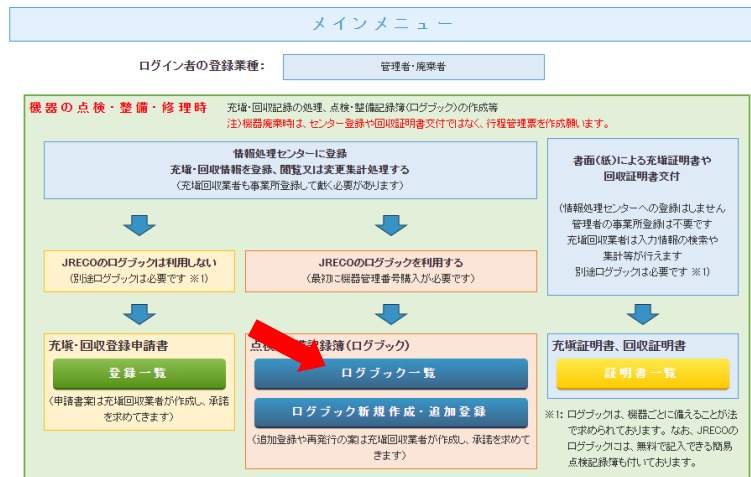 メインメニュー
ログイン者の登録業種：
管理者・廃棄者
機器の点検・整備・修理時
充塡・回収記録の処理、点検・整備記録簿(ログブック)の作成等
注)機器廃棄時は、センター登録や回収証明書交付ではなく、行程管理票を作成願います。
情報処理センターに登録
充塡・回収情報を登録、閲覧又は変更集計処理する
(充塡回収業者も事業所登録して戴く必要があります)
書面(紙)による充塡証明書や
回収証明書交付
(情報処理センターへの登録はしません
管理者の事業所登録は不要です
充塡回収業者は入力情報の検索や
集計等が行えます
別途ログブックは必要です ※1)
JRECOのログブックは利用しない
(別途ログブックは必要です ※1)
JRECOのログブックを利用する
(最初に機器管理番号購入が必要です)
充塡・回収登録申請書
登録一覧
(申請書案は充塡回収業者が作成し、承諾
を求めてきます)
点検 記録簿(ログブック)
ログブック一覧
ログブック新規作成・追加登録
(追加登録や再発行の案は充塡回収業者が作成し、承諾を求めて
きます)
充塡証明書、回収証明書
証明書一覧
※1: ログブックは、機器ごとに備えることが法
で求められております。なお、JRECOの
ログブックには、無料で記入できる簡易
点検記録簿も付いております。